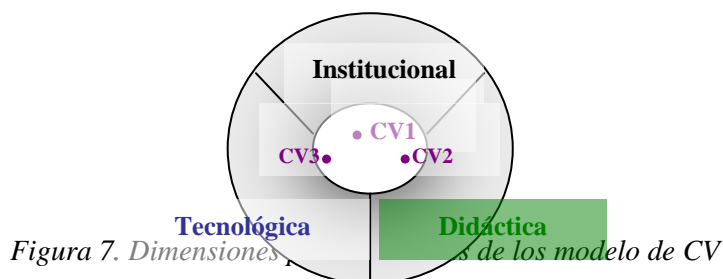 Institucional
CV1
CV3 CV2
Tecnológica Didáctica
Figura 7. Dimensiones de los modelo de CV